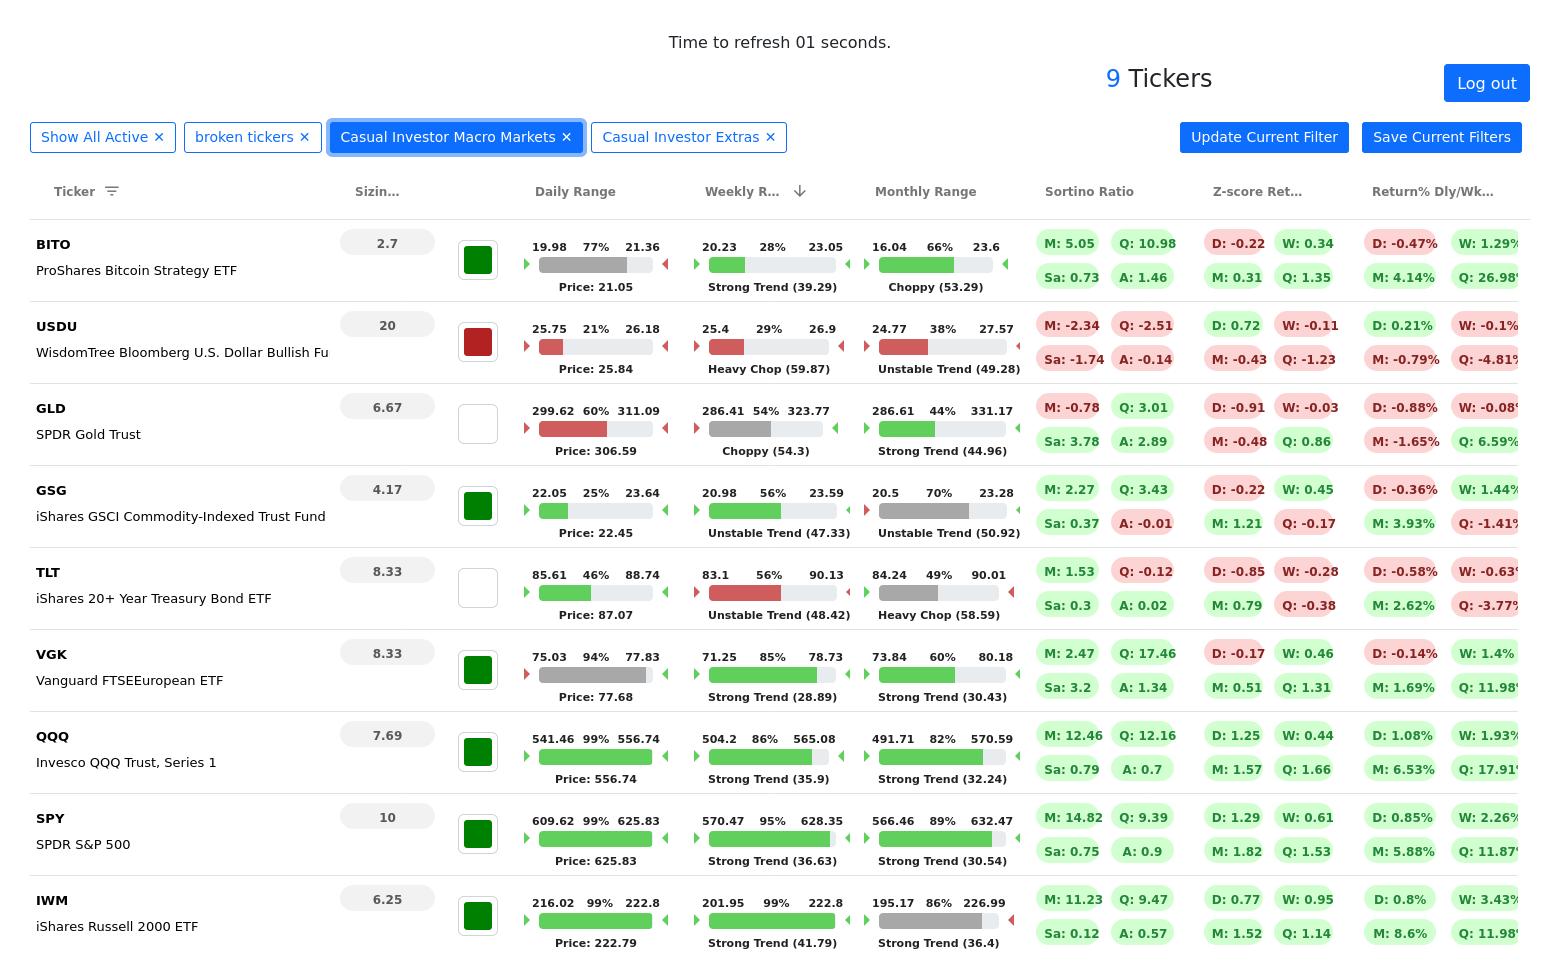 Time to refresh 01 seconds.
9 Tickers
Log out
Show All Active ✕ broken tickers ✕ Casual Investor Macro Markets ✕ Casual Investor Extras ✕ Update Current Filter Save Current Filters
Ticker Sizin... Daily Range Weekly R... Monthly Range Sortino Ratio Z-score Ret... Return% Dly/Wk...
BITO 2.7 19.98 77% 21.36 20.23 28% 23.05 16.04 66% 23.6 M: 5.05 Q: 10.98 D: -0.22 W: 0.34 D: -0.47% W: 1.29%
ProShares Bitcoin Strategy ETF Price: 21.05 Strong Trend (39.29) Choppy (53.29) Sa: 0.73 A: 1.46 M: 0.31 Q: 1.35 M: 4.14% Q: 26.98%
USDU 20 25.75 21% 26.18 25.4 29% 26.9 24.77 38% 27.57 M: -2.34 Q: -2.51 D: 0.72 W: -0.11 D: 0.21% W: -0.1%
WisdomTree Bloomberg U.S. Dollar Bullish Fu Price: 25.84 Heavy Chop (59.87) Unstable Trend (49.28) Sa: -1.74 A: -0.14 M: -0.43 Q: -1.23 M: -0.79% Q: -4.81%
GLD 6.67 299.62 60% 311.09 286.41 54% 323.77 286.61 44% 331.17 M: -0.78 Q: 3.01 D: -0.91 W: -0.03 D: -0.88% W: -0.08%
SPDR Gold Trust Price: 306.59 Choppy (54.3) Strong Trend (44.96) Sa: 3.78 A: 2.89 M: -0.48 Q: 0.86 M: -1.65% Q: 6.59%
GSG 4.17 22.05 25% 23.64 20.98 56% 23.59 20.5 70% 23.28 M: 2.27 Q: 3.43 D: -0.22 W: 0.45 D: -0.36% W: 1.44%
iShares GSCI Commodity-Indexed Trust Fund Price: 22.45 Unstable Trend (47.33) Unstable Trend (50.92) Sa: 0.37 A: -0.01 M: 1.21 Q: -0.17 M: 3.93% Q: -1.41%
TLT 8.33 85.61 46% 88.74 83.1 56% 90.13 84.24 49% 90.01 M: 1.53 Q: -0.12 D: -0.85 W: -0.28 D: -0.58% W: -0.63%
iShares 20+ Year Treasury Bond ETF Price: 87.07 Unstable Trend (48.42) Heavy Chop (58.59) Sa: 0.3 A: 0.02 M: 0.79 Q: -0.38 M: 2.62% Q: -3.77%
VGK 8.33 75.03 94% 77.83 71.25 85% 78.73 73.84 60% 80.18 M: 2.47 Q: 17.46 D: -0.17 W: 0.46 D: -0.14% W: 1.4%
Vanguard FTSEEuropean ETF Price: 77.68 Strong Trend (28.89) Strong Trend (30.43) Sa: 3.2 A: 1.34 M: 0.51 Q: 1.31 M: 1.69% Q: 11.98%
QQQ 7.69 541.46 99% 556.74 504.2 86% 565.08 491.71 82% 570.59 M: 12.46 Q: 12.16 D: 1.25 W: 0.44 D: 1.08% W: 1.93%
Invesco QQQ Trust, Series 1 Price: 556.74 Strong Trend (35.9) Strong Trend (32.24) Sa: 0.79 A: 0.7 M: 1.57 Q: 1.66 M: 6.53% Q: 17.91%
SPY 10 609.62 99% 625.83 570.47 95% 628.35 566.46 89% 632.47 M: 14.82 Q: 9.39 D: 1.29 W: 0.61 D: 0.85% W: 2.26%
SPDR S&P 500 Price: 625.83 Strong Trend (36.63) Strong Trend (30.54) Sa: 0.75 A: 0.9 M: 1.82 Q: 1.53 M: 5.88% Q: 11.87%
IWM 6.25 216.02 99% 222.8 201.95 99% 222.8 195.17 86% 226.99 M: 11.23 Q: 9.47 D: 0.77 W: 0.95 D: 0.8% W: 3.43%
iShares Russell 2000 ETF Price: 222.79 Strong Trend (41.79) Strong Trend (36.4) Sa: 0.12 A: 0.57 M: 1.52 Q: 1.14 M: 8.6% Q: 11.98%